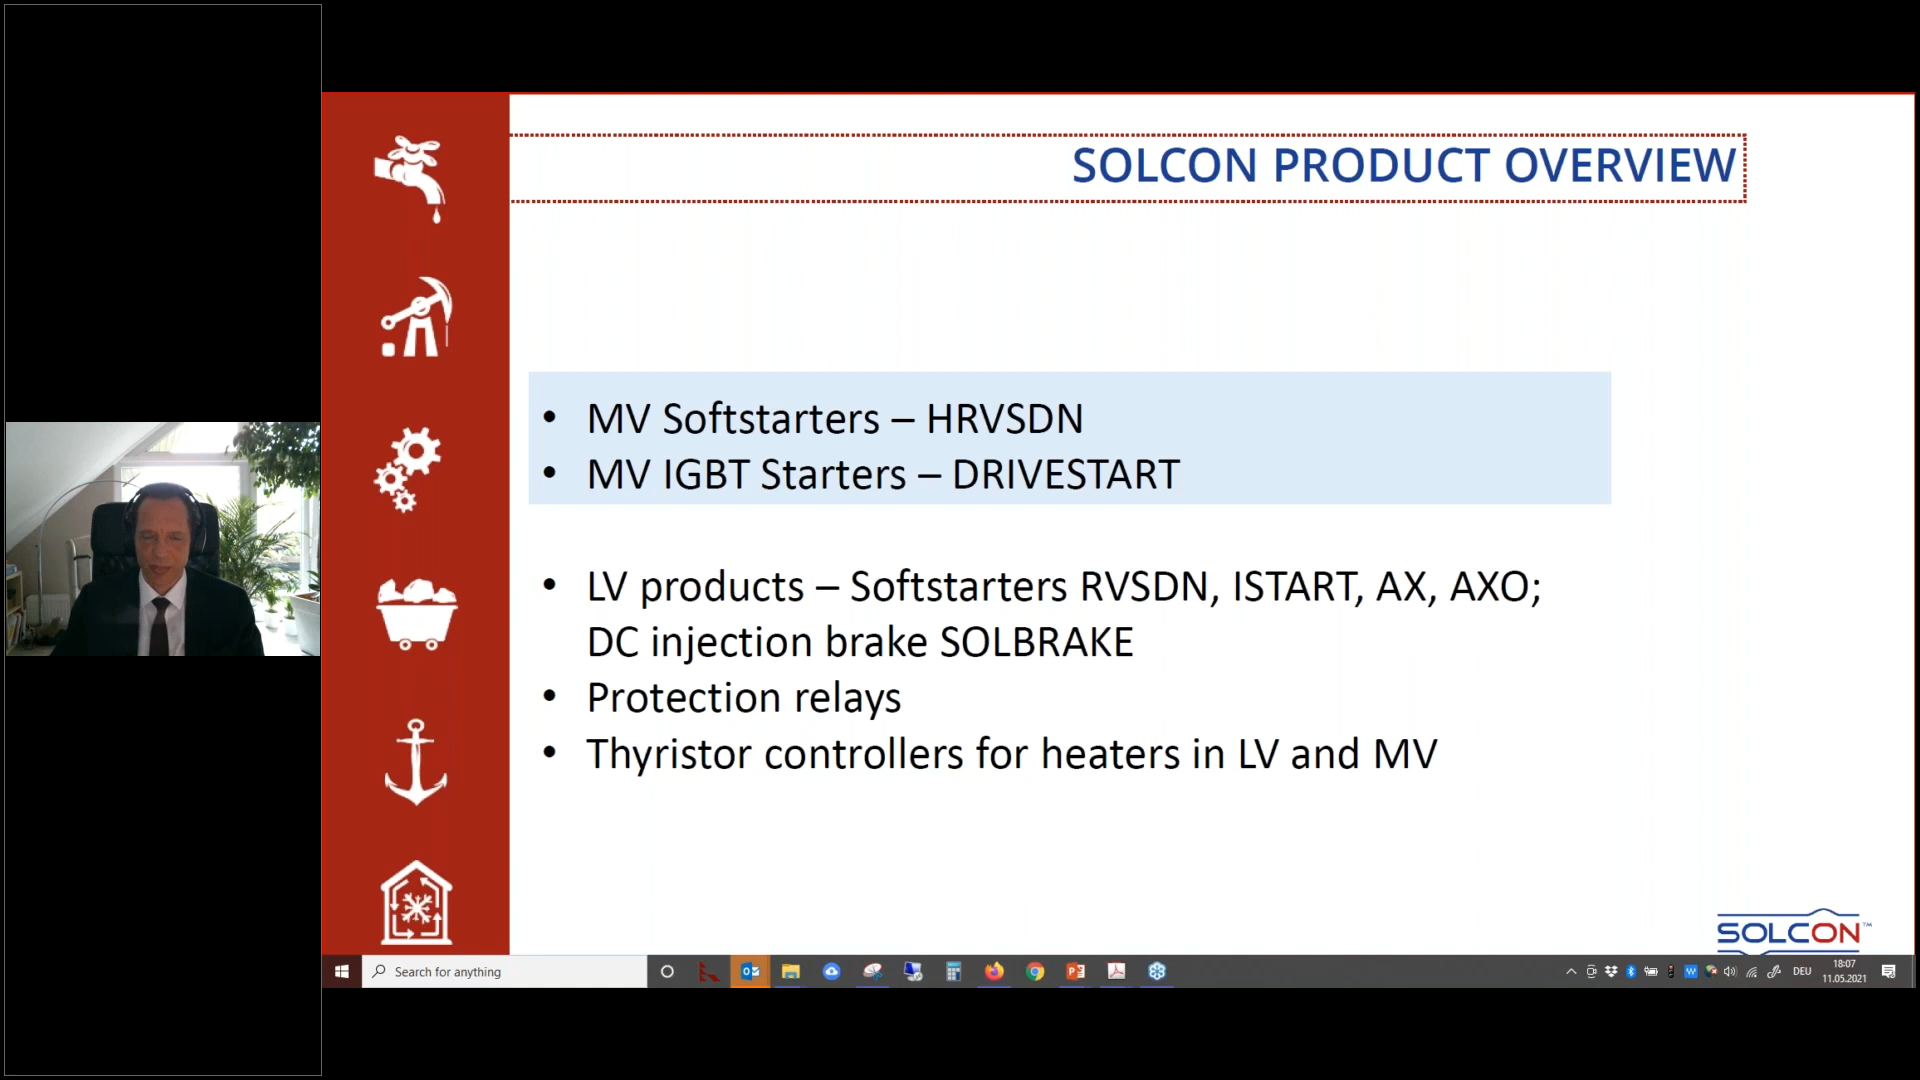 SOLCON PRODUCT OVERVIEW
• MV Softstarters – HRVSDN
• MV IGBT Starters – DRIVESTART
• LV products – Softstarters RVSDN, ISTART, AX, AXO;
DC injection brake SOLBRAKE
• Protection relays
• Thyristor controllers for heaters in LV and MV
SOLCON™
Search for anything
DEU
18:07
11.05.2021